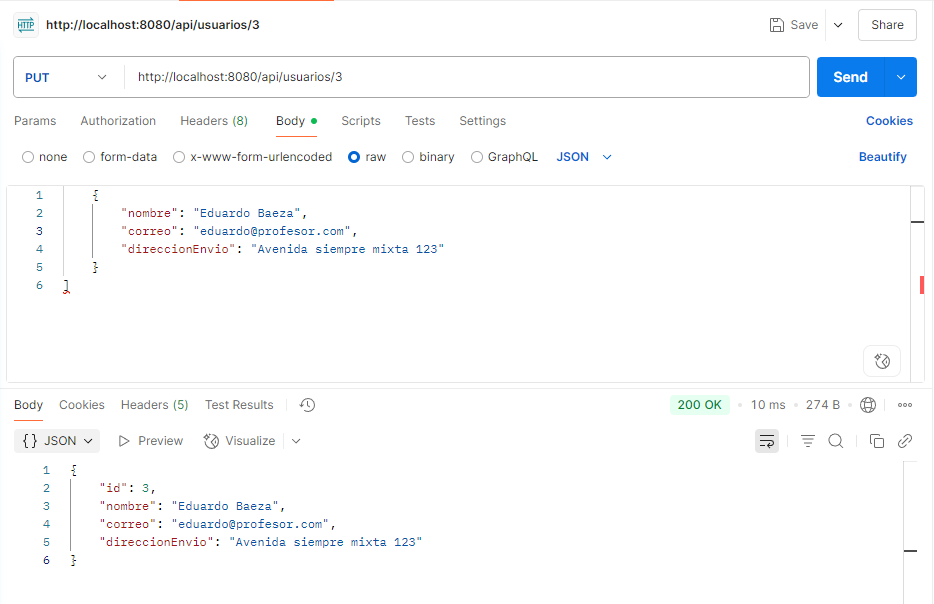 HTTP http://localhost:8080/api/usuarios/3 Save Share
PUT http://localhost:8080/api/usuarios/3 Send
Params Authorization Headers (8) Body Scripts Tests Settings Cookies
none form-data x-www-form-urlencoded raw binary GraphQL JSON Beautify
1 {
2 "nombre": "Eduardo Baeza",
3 "correo": "eduardo@profesor.com",
4 "direccionEnvio": "Avenida siempre mixta 123"
5 }
6 ]
Body Cookies Headers (5) Test Results 200 OK • 10 ms • 274 B •
{} JSON Preview Visualize
1 {
2 "id": 3,
3 "nombre": "Eduardo Baeza",
4 "correo": "eduardo@profesor.com",
5 "direccionEnvio": "Avenida siempre mixta 123"
6 }